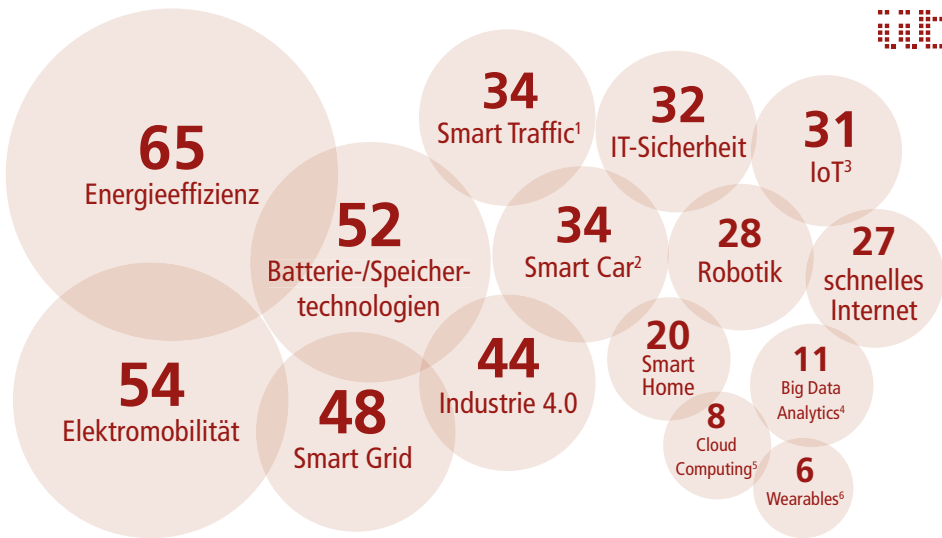 65
Energieeffizienz
34
Smart Traffic¹
32
IT-Sicherheit
31
IoT³
52
Batterie-/Speicher-
technologien
34
Smart Car²
28
Robotik
27
schnelles
Internet
54
Elektromobilität
48
Smart Grid
44
Industrie 4.0
20
Smart
Home
11
Big Data
Analytics⁴
8
Cloud
Computing⁵
6
Wearables⁶